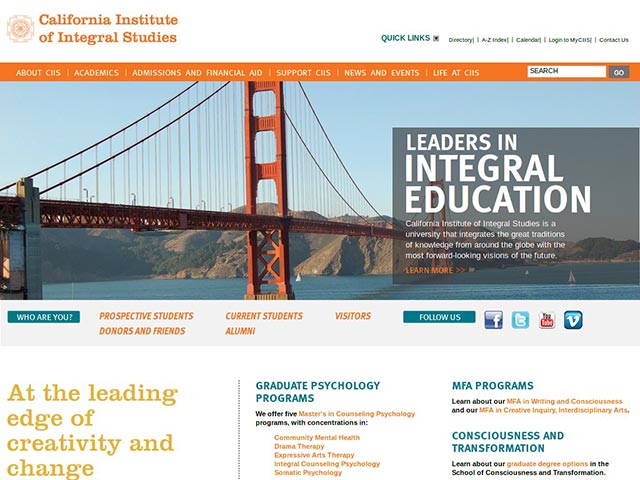 California Institute
of Integral Studies
QUICK LINKS
Directory| A-Z Index| Calendar| Login to MyCIIS| Contact Us
ABOUT CIIS | ACADEMICS | ADMISSIONS AND FINANCIAL AID | SUPPORT CIIS | NEWS AND EVENTS | LIFE AT CIIS
SEARCH GO
LEADERS IN
INTEGRAL
EDUCATION
California Institute of Integral Studies is a
university that integrates the great traditions
of knowledge from around the globe with the
most forward-looking visions of the future.
LEARN MORE >>
WHO ARE YOU? PROSPECTIVE STUDENTS CURRENT STUDENTS VISITORS FOLLOW US
DONORS AND FRIENDS ALUMNI
You Tube
At the leading
edge of
creativity and
change
GRADUATE PSYCHOLOGY
PROGRAMS
We offer five Master's in Counseling Psychology
programs, with concentrations in:
Community Mental Health
Drama Therapy
Expressive Arts Therapy
Integral Counseling Psychology
Somatic Psychology
MFA PROGRAMS
Learn about our MFA in Writing and Consciousness
and our MFA in Creative Inquiry, Interdisciplinary Arts.
CONSCIOUSNESS AND
TRANSFORMATION
Learn about our graduate degree options in the
School of Consciousness and Transformation.